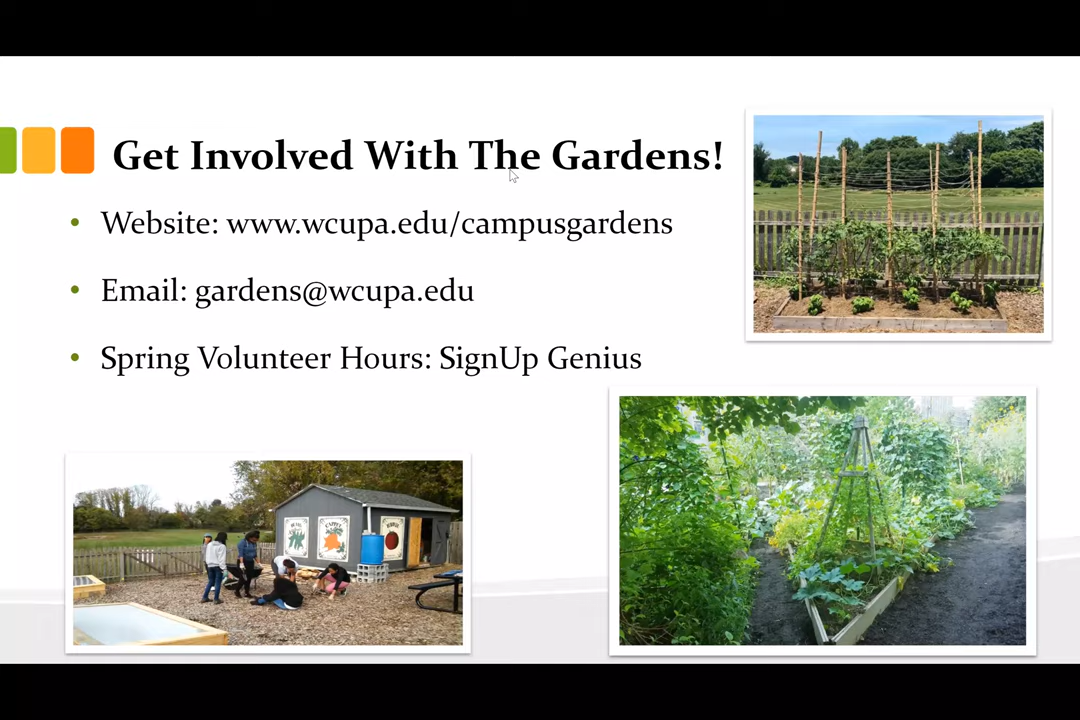 Get Involved With The Gardens!
• Website: www.wcupa.edu/campusgardens
• Email: gardens@wcupa.edu
• Spring Volunteer Hours: SignUp Genius